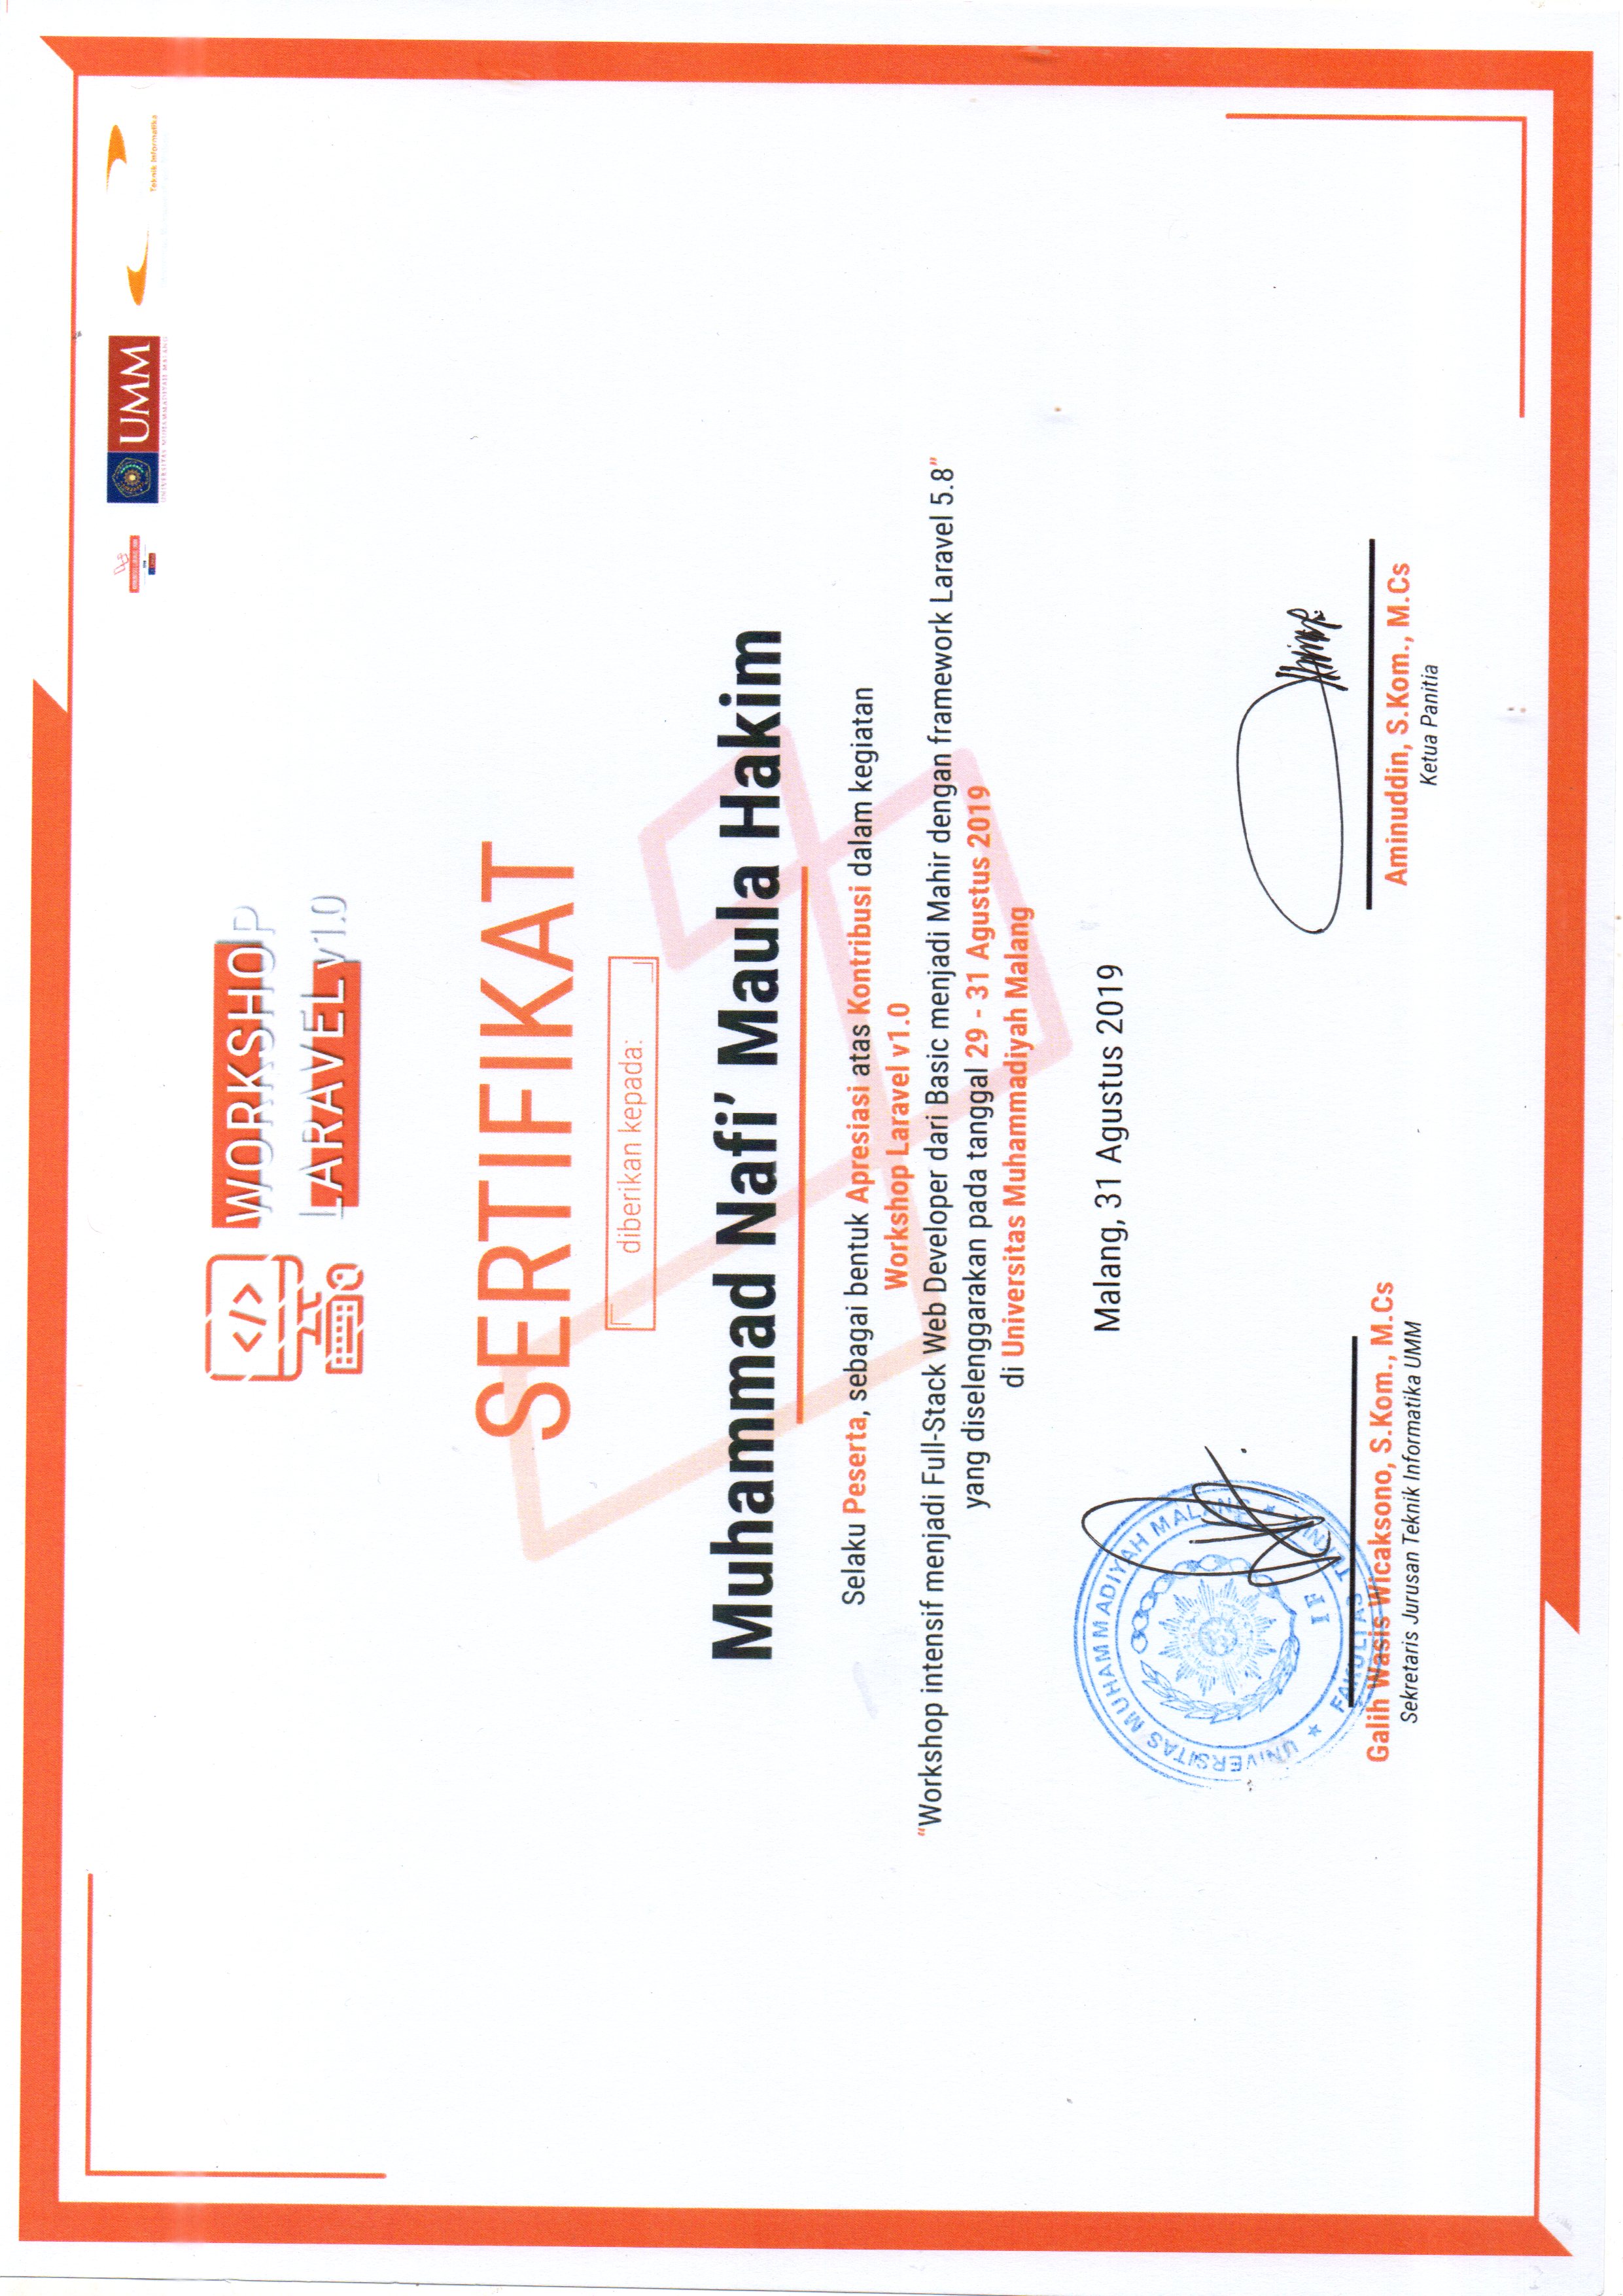 UMM
UNIVERSITAS MUHAMMADIYAH MALANG
Teknik Informatika
</>
WORKSHOP
LARAVEL v1.0
SERTIFIKAT
diberikan kepada:
Muhammad Nafi’ Maula Hakim
Selaku Peserta, sebagai bentuk Apresiasi atas Kontribusi dalam kegiatan
Workshop Laravel v1.0
“Workshop intensif menjadi Full-Stack Web Developer dari Basic menjadi Mahir dengan framework Laravel 5.8”
yang diselenggarakan pada tanggal 29 - 31 Agustus 2019
di Universitas Muhammadiyah Malang
Malang, 31 Agustus 2019
UNIVERSITAS MUHAMMADIYAH MALANG
IF
FAKULTAS TEKNIK
Galih Wasis Wicaksono, S.Kom., M.Cs
Sekretaris Jurusan Teknik Informatika UMM
Aminuddin, S.Kom., M.Cs
Ketua Panitia